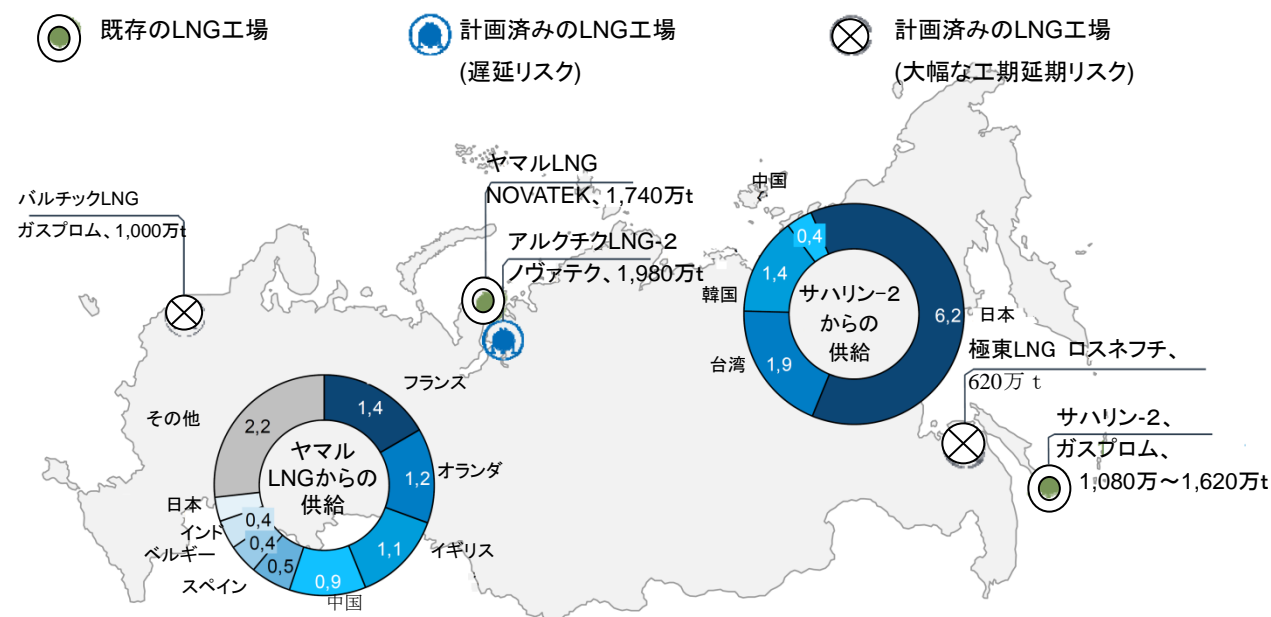 既存のLNG工場
計画済みのLNG工場
(遅延リスク)
計画済みのLNG工場
(大幅な工期延期リスク)
バルチックLNG
ガスプロム、1,000万t
ヤマルLNG
NOVATEK、1,740万t
アルクチクLNG-2
ノヴァテク、1,980万t
中国
0,4
1,4
韓国
サハリン-2
からの
供給
6,2
日本
台湾
1,9
極東LNG ロスネフチ、
620万 t
サハリン-2、
ガスプロム、
1,080万～1,620万t
フランス
1,4
その他
2,2
ヤマル
LNGからの
供給
オランダ
1,2
日本
インド
0,4
ベルギー
0,4
スペイン
0,5
中国
0,9
イギリス
1,1